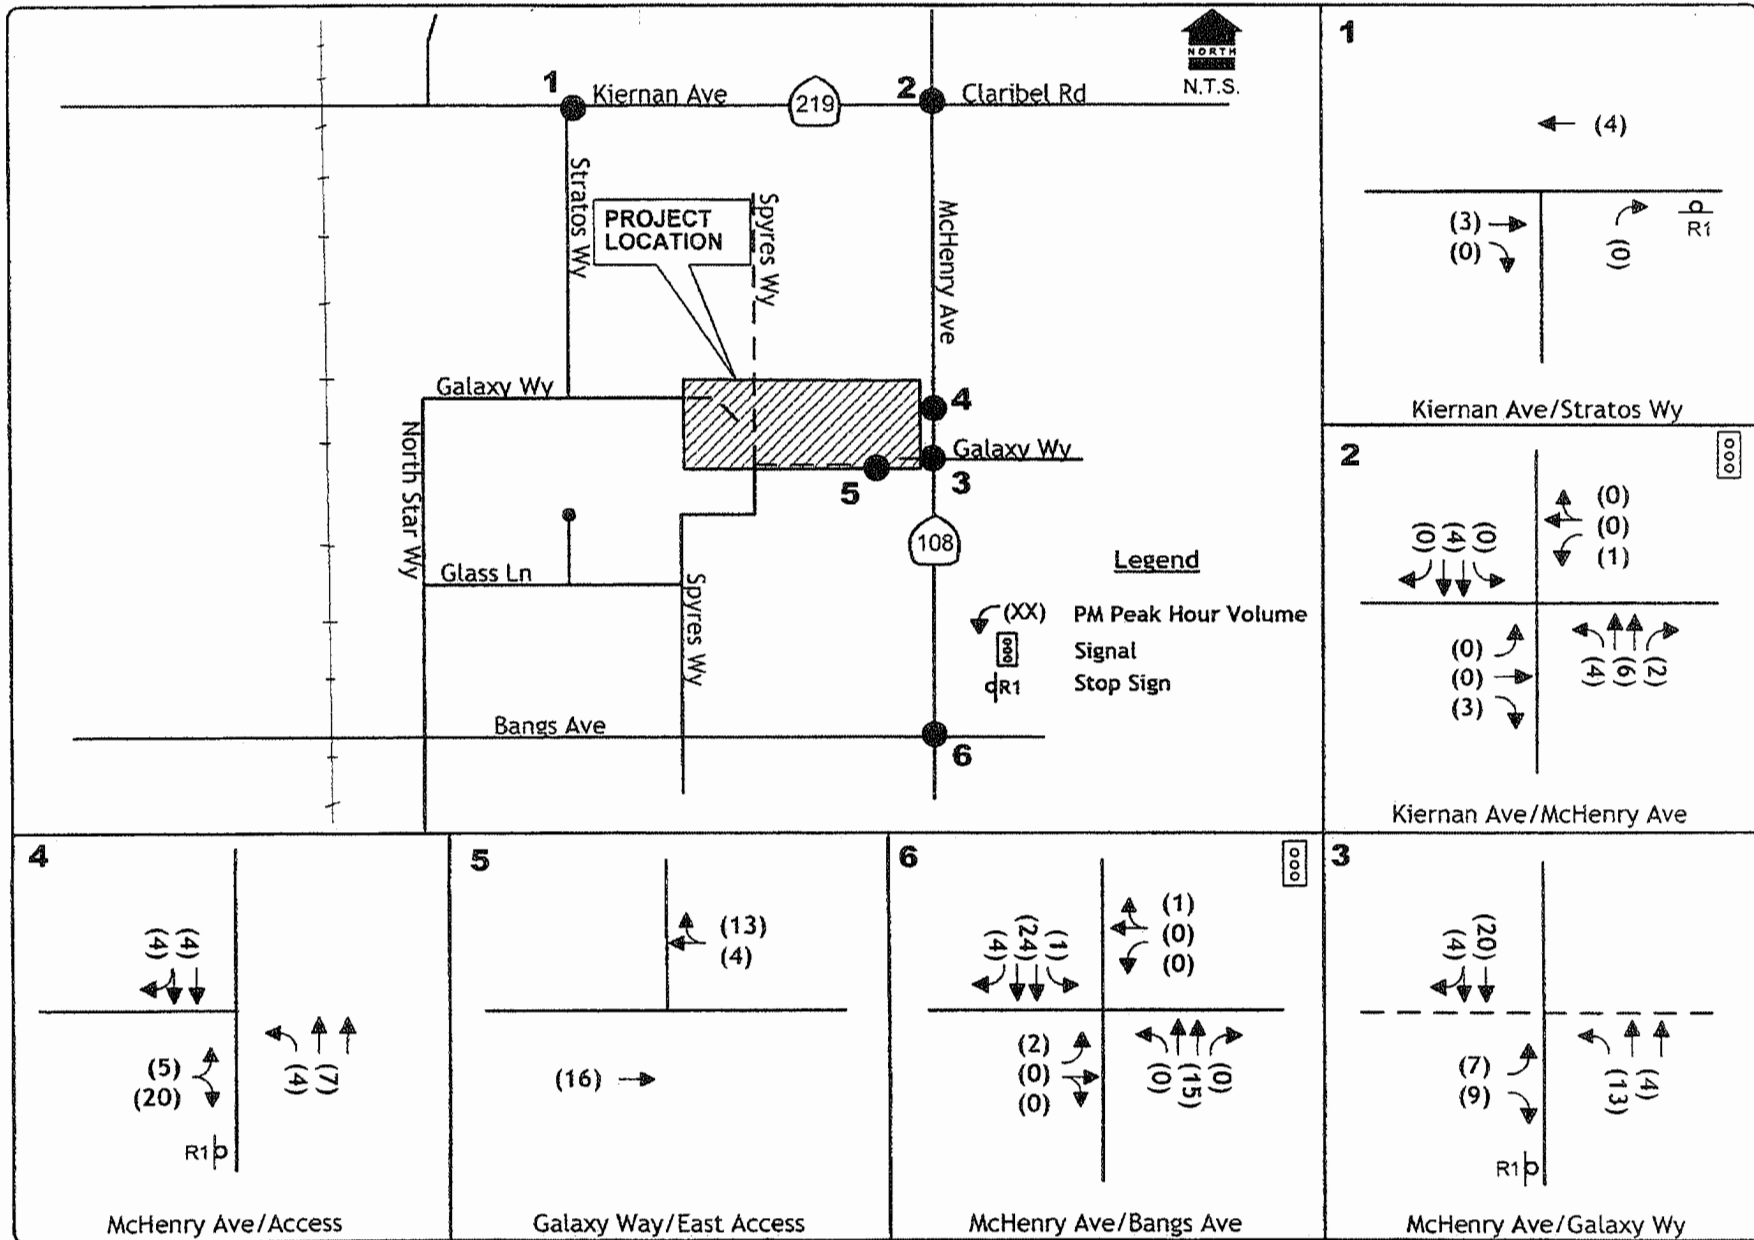 1
Kiernan Ave
219
2
Claribel Rd
NORTH
N.T.S.
Stratos Wy
PROJECT
LOCATION
Spyres Wy
McHenry Ave
Galaxy Wy
4
Galaxy Wy
5
3
North Star Wy
108
Glass Ln
Spyres Wy
Legend
(XX) PM Peak Hour Volume
Signal
R1 Stop Sign
Bangs Ave
6
1
(4)
(3)
(0)
(0)
R1
Kiernan Ave/Stratos Wy
2
(0)
(0)
(1)
(0) (4) (0)
(0)
(0)
(3)
(4) (6) (2)
Kiernan Ave/McHenry Ave
4
(4) (4)
(5)
(20)
(4) (7)
R1
McHenry Ave/Access
5
(13)
(4)
(16)
Galaxy Way/East Access
6
(4) (24) (1)
(1)
(0)
(0)
(2)
(0)
(0)
(0) (15) (0)
McHenry Ave/Bangs Ave
3
(4) (20)
(7)
(9)
(13) (4)
R1
McHenry Ave/Galaxy Wy